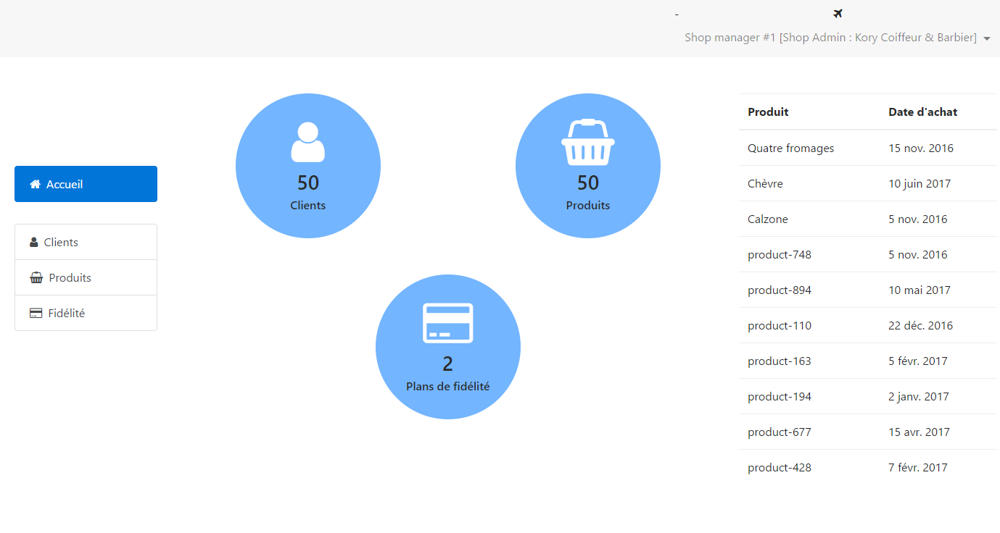 -
Shop manager #1 [Shop Admin : Kory Coiffeur & Barbier]
Accueil
Clients
Produits
Fidélité
50
Clients
50
Produits
2
Plans de fidélité
Produit Date d'achat
Quatre fromages 15 nov. 2016
Chèvre 10 juin 2017
Calzone 5 nov. 2016
product-748 5 nov. 2016
product-894 10 mai 2017
product-110 22 déc. 2016
product-163 5 févr. 2017
product-194 2 janv. 2017
product-677 15 avr. 2017
product-428 7 févr. 2017